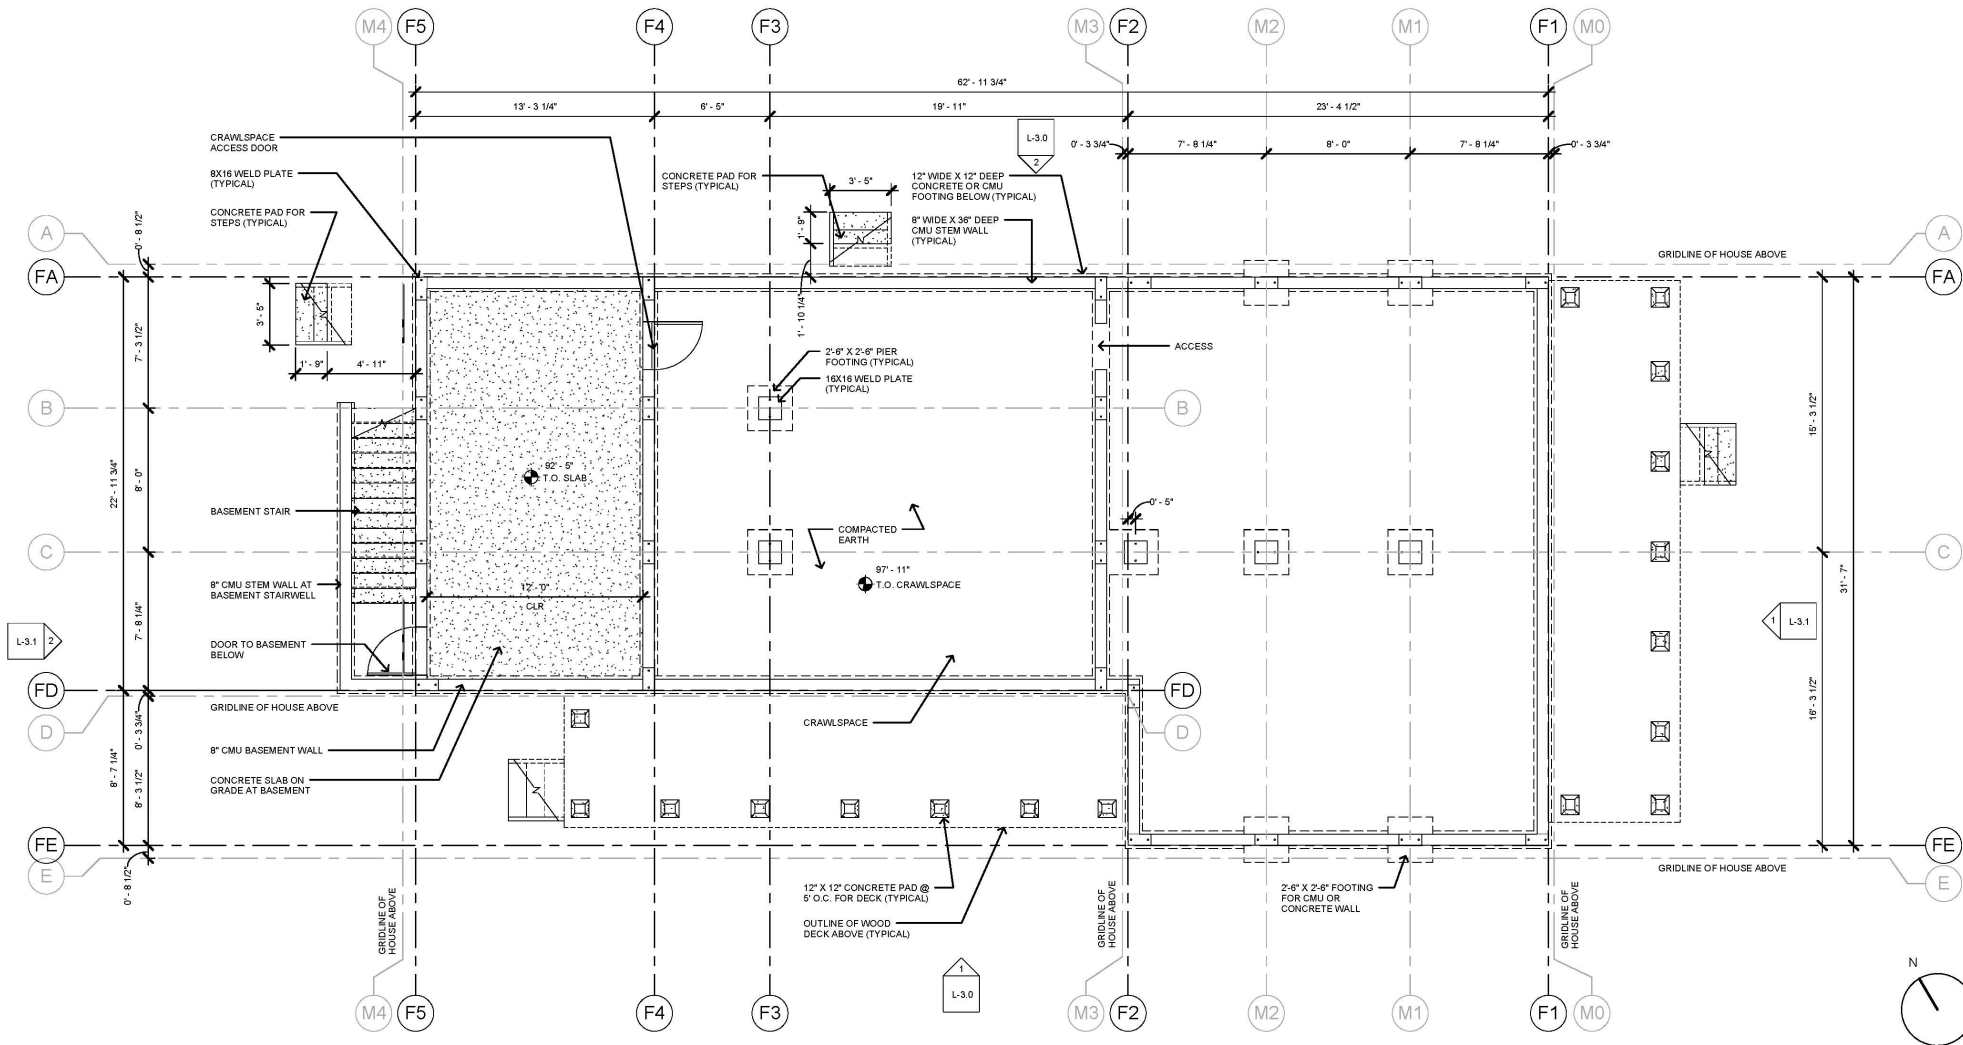 M4
F5
F4
F3
M3
F2
M2
M1
F1
M0
62' - 11 3/4"
13' - 3 1/4"
6' - 5"
19' - 11"
23' - 4 1/2"
0' - 3 3/4"
7' - 8 1/4"
8' - 0"
7' - 8 1/4"
0' - 3 3/4"
L-3.0
2
CRAWLSPACE
ACCESS DOOR
8X16 WELD PLATE
(TYPICAL)
CONCRETE PAD FOR
STEPS (TYPICAL)
CONCRETE PAD FOR
STEPS (TYPICAL)
3' - 5"
1' - 9"
1' - 10 1/4"
12" WIDE X 12" DEEP
CONCRETE OR CMU
FOOTING BELOW (TYPICAL)
8" WIDE X 36" DEEP
CMU STEM WALL
(TYPICAL)
A
0' - 8 1/2"
GRIDLINE OF HOUSE ABOVE
A
FA
FA
3' - 5"
1' - 9"
4' - 11"
7' - 3 1/2"
2'-6" X 2'-6" PIER
FOOTING (TYPICAL)
16X16 WELD PLATE
(TYPICAL)
ACCESS
B
B
15' - 3 1/2"
22' - 11 3/4"
8' - 0"
92' - 5"
T.O. SLAB
BASEMENT STAIR
COMPACTED
EARTH
0' - 5"
C
C
31' - 7"
97' - 11"
T.O. CRAWLSPACE
8" CMU STEM WALL AT
BASEMENT STAIRWELL
12' - 0"
CLR
7' - 8 1/4"
L-3.1
2
1
L-3.1
DOOR TO BASEMENT
BELOW
FD
FD
GRIDLINE OF HOUSE ABOVE
D
0' - 3 3/4"
CRAWLSPACE
D
16' - 3 1/2"
8" CMU BASEMENT WALL
CONCRETE SLAB ON
GRADE AT BASEMENT
8' - 7 1/4"
8' - 3 1/2"
FE
FE
E
0' - 8 1/2"
GRIDLINE OF HOUSE ABOVE
E
12" X 12" CONCRETE PAD @
5' O.C. FOR DECK (TYPICAL)
OUTLINE OF WOOD
DECK ABOVE (TYPICAL)
2'-6" X 2'-6" FOOTING
FOR CMU OR
CONCRETE WALL
GRIDLINE OF
HOUSE ABOVE
GRIDLINE OF
HOUSE ABOVE
GRIDLINE OF
HOUSE ABOVE
1
L-3.0
N
M4
F5
F4
F3
M3
F2
M2
M1
F1
M0